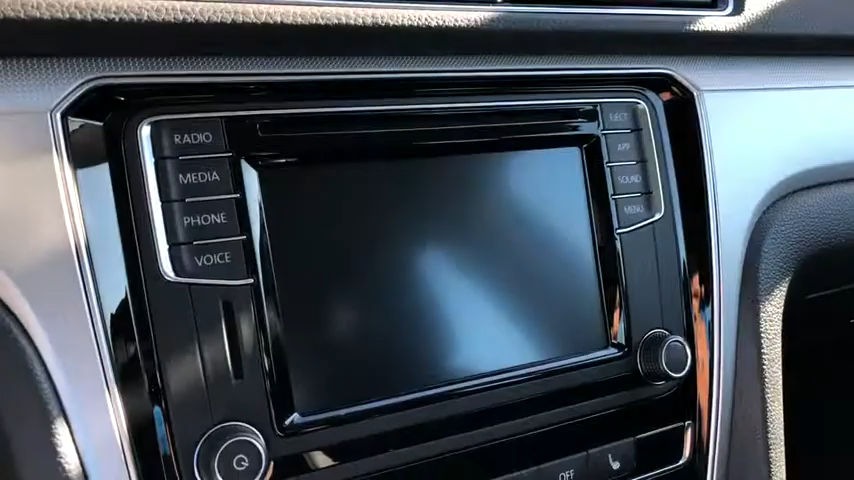 RADIO
MEDIA
PHONE
VOICE
EJECT
APP
SOUND
MENU
OFF